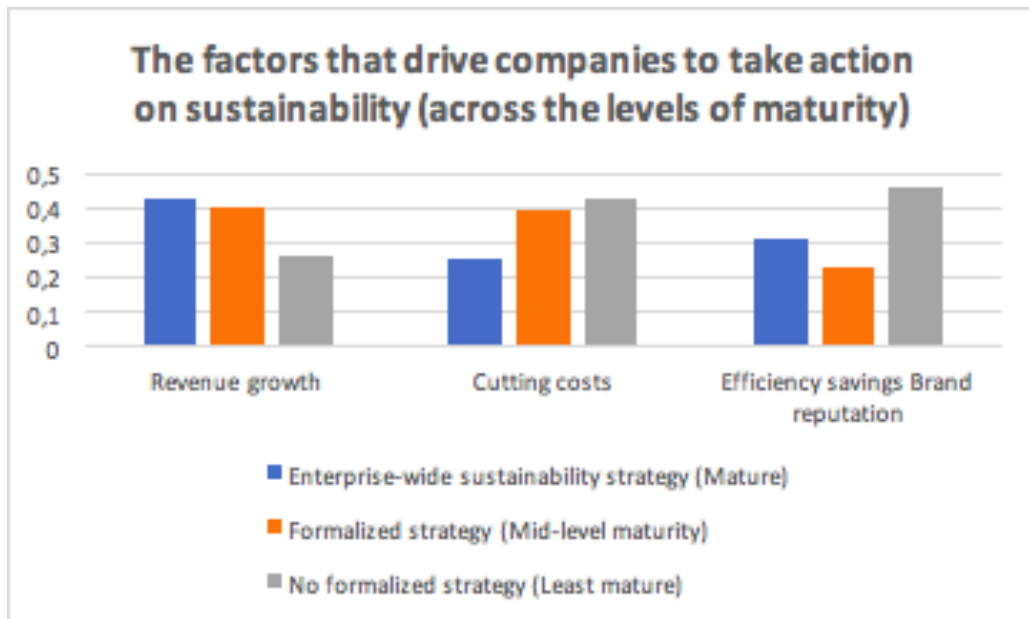 The factors that drive companies to take action
on sustainability (across the levels of maturity)
0,5
0,4
0,3
0,2
0,1
0
Revenue growth
Cutting costs
Efficiency savings Brand
reputation
Enterprise-wide sustainability strategy (Mature)
Formalized strategy (Mid-level maturity)
No formalized strategy (Least mature)